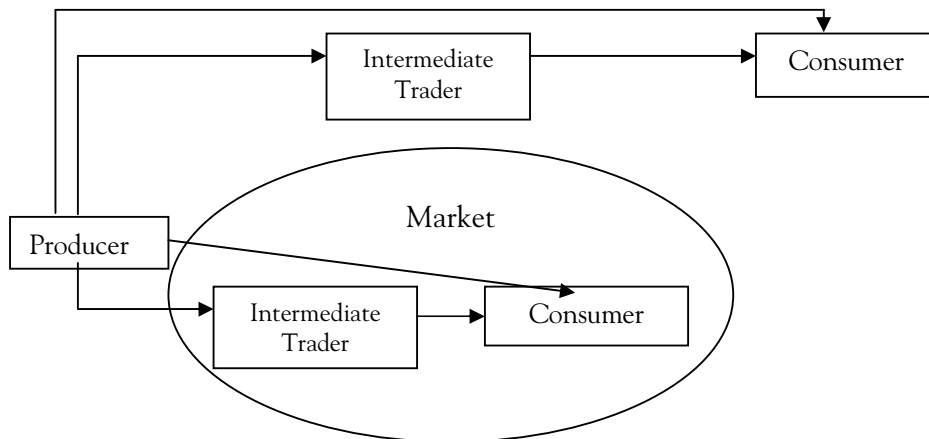 Intermediate
Trader
Consumer
Market
Producer
Intermediate
Trader
Consumer